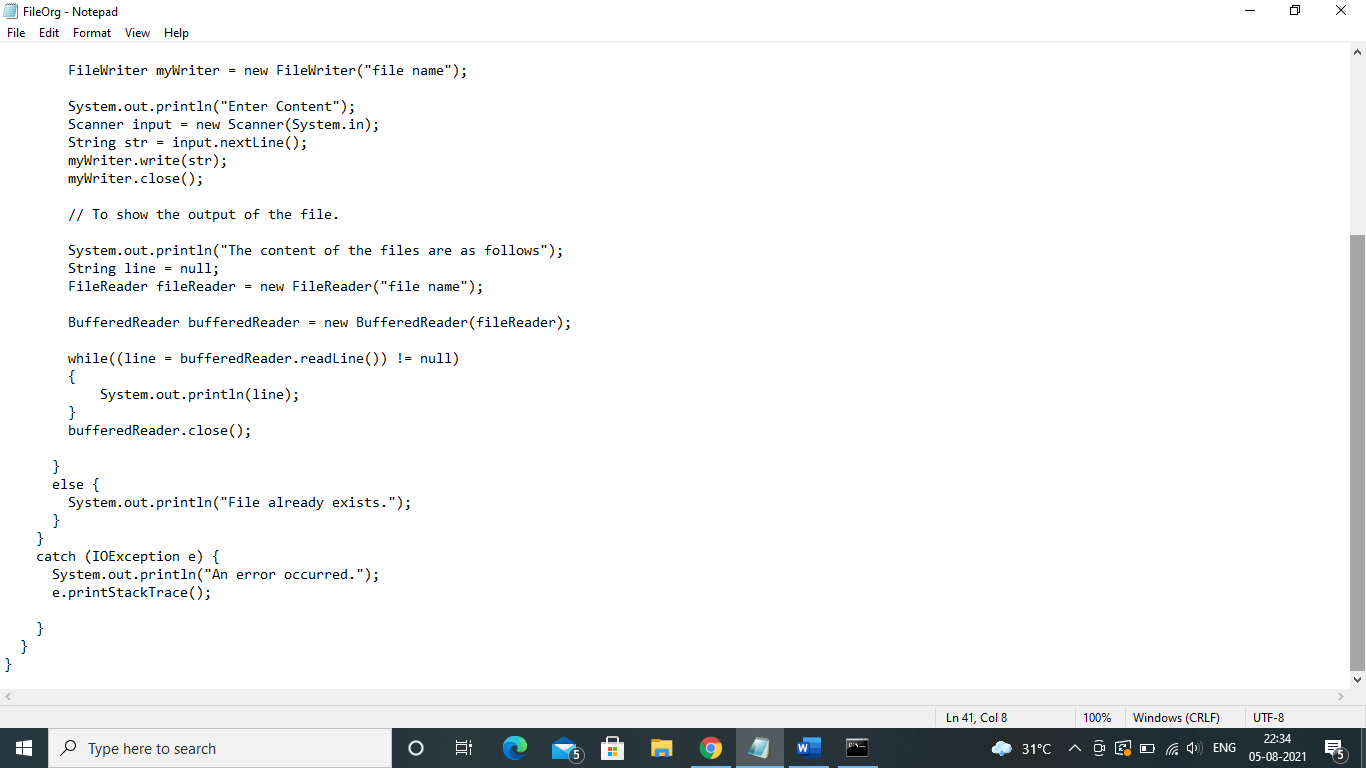 FileOrg - Notepad
File Edit Format View Help
FileWriter myWriter = new FileWriter("file name");
System.out.println("Enter Content");
Scanner input = new Scanner(System.in);
String str = input.nextLine();
myWriter.write(str);
myWriter.close();
// To show the output of the file.
System.out.println("The content of the files are as follows");
String line = null;
FileReader fileReader = new FileReader("file name");
BufferedReader bufferedReader = new BufferedReader(fileReader);
while((line = bufferedReader.readLine()) != null)
{
System.out.println(line);
}
bufferedReader.close();
}
else {
System.out.println("File already exists.");
}
}
catch (IOException e) {
System.out.println("An error occurred.");
e.printStackTrace();
}
}
}
Ln 41, Col 8 100% Windows (CRLF) UTF-8
Type here to search 5 31°C ENG 22:34 5
05-08-2021